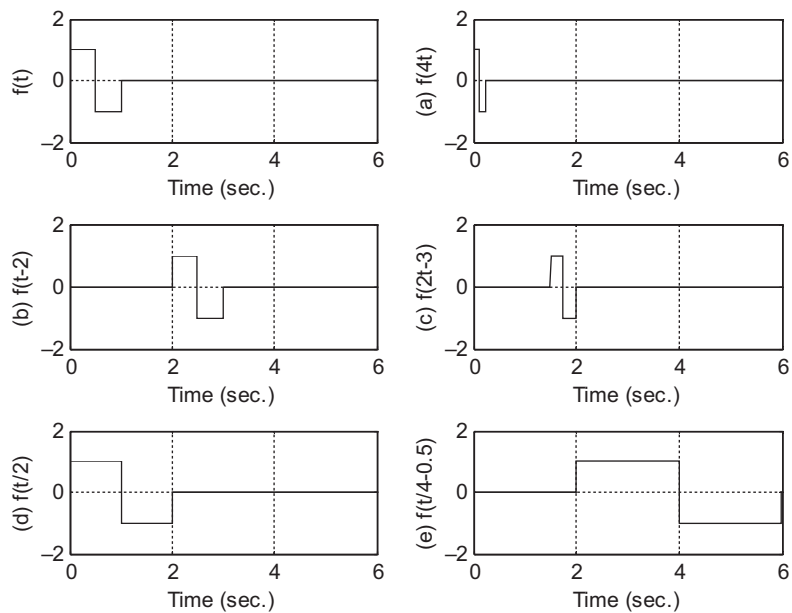 2
0
−2
f(t)
0 2 4 6
Time (sec.)
2
0
−2
(a) f(4t)
0 2 4 6
Time (sec.)
2
0
−2
(b) f(t-2)
0 2 4 6
Time (sec.)
2
0
−2
(c) f(2t-3)
0 2 4 6
Time (sec.)
2
0
−2
(d) f(t/2)
0 2 4 6
Time (sec.)
2
0
−2
(e) f(t/4-0.5)
0 2 4 6
Time (sec.)